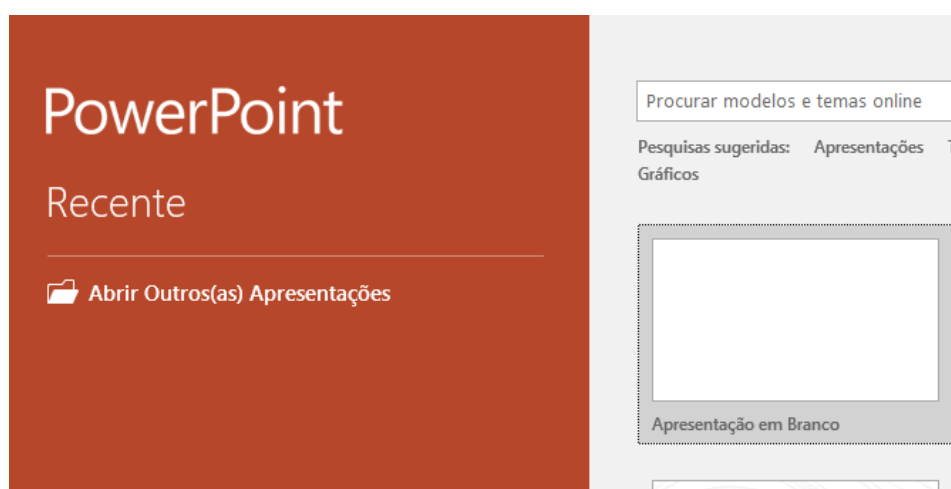 PowerPoint
Recente
Abrir Outros(as) Apresentações
Procurar modelos e temas online
Pesquisas sugeridas: Apresentações
Gráficos
Apresentação em Branco